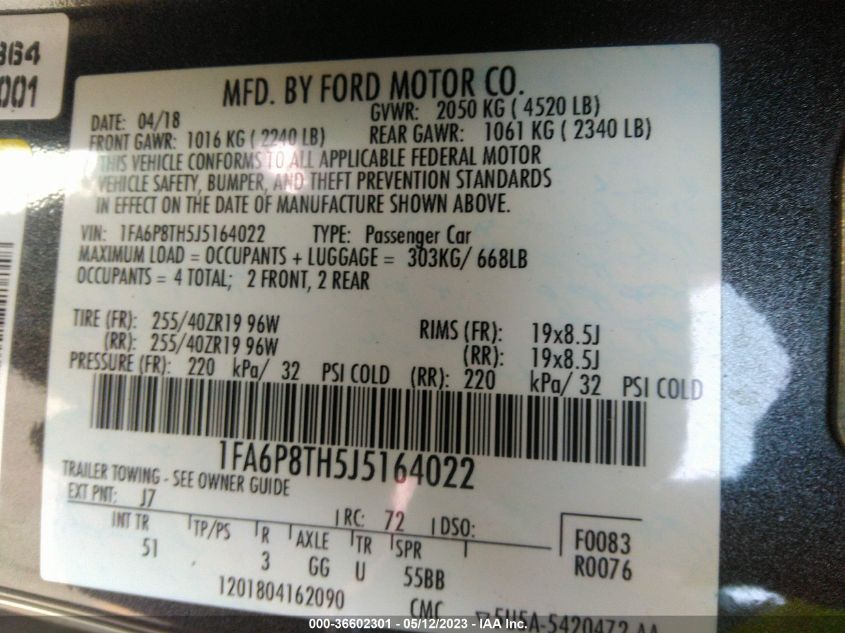 364
001
MFD. BY FORD MOTOR CO.
DATE: 04/18 GVWR: 2050 KG ( 4520 LB)
FRONT GAWR: 1016 KG ( 2240 LB) REAR GAWR: 1061 KG ( 2340 LB)
THIS VEHICLE CONFORMS TO ALL APPLICABLE FEDERAL MOTOR
VEHICLE SAFETY, BUMPER, AND THEFT PREVENTION STANDARDS
IN EFFECT ON THE DATE OF MANUFACTURE SHOWN ABOVE.
VIN: 1FA6P8TH5J5164022 TYPE: Passenger Car
MAXIMUM LOAD = OCCUPANTS + LUGGAGE = 303KG/ 668LB
OCCUPANTS = 4 TOTAL; 2 FRONT, 2 REAR
TIRE (FR): 255/40ZR19 96W RIMS (FR): 19x8.5J
(RR): 255/40ZR19 96W (RR): 19x8.5J
PRESSURE (FR): 220 kPa/ 32 PSI COLD (RR): 220 kPa/ 32 PSI COLD
1FA6P8TH5J5164022
TRAILER TOWING - SEE OWNER GUIDE
EXT PNT: J7 RC: 72 DSO:
INT TR TP/PS R AXLE TR SPR F0083
51 3 GG U 55BB R0076
1201804162090 CMC
000-36602301 - 05/12/2023 - IAA Inc.